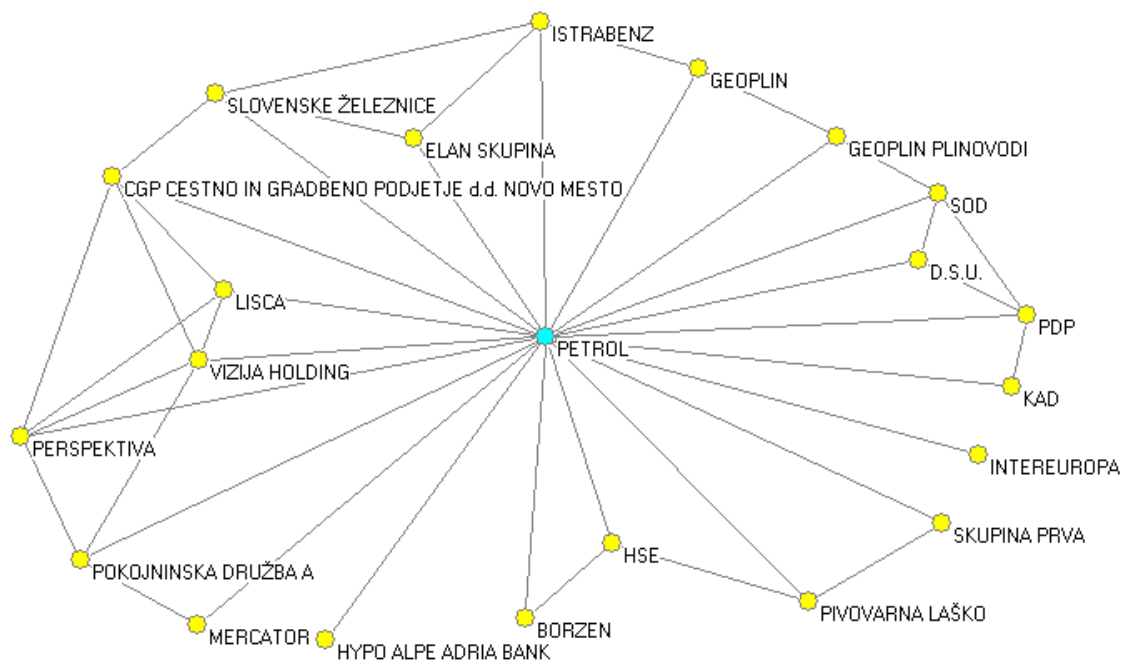 ISTRABENZ
GEOPLIN
SLOVENSKE ŽELEZNICE
ELAN SKUPINA
GEOPLIN PLINOVODI
CGP CESTNO IN GRADBENO PODJETJE d.d. NOVO MESTO
SOD
D.S.U.
LISCA
PDP
PETROL
VIZIJA HOLDING
KAD
PERSPEKTIVA
INTEREUROPA
SKUPINA PRVA
HSE
POKOJNINSKA DRUŽBA A
PIVOVARNA LAŠKO
BORZEN
MERCATOR
HYPO ALPE ADRIA BANK